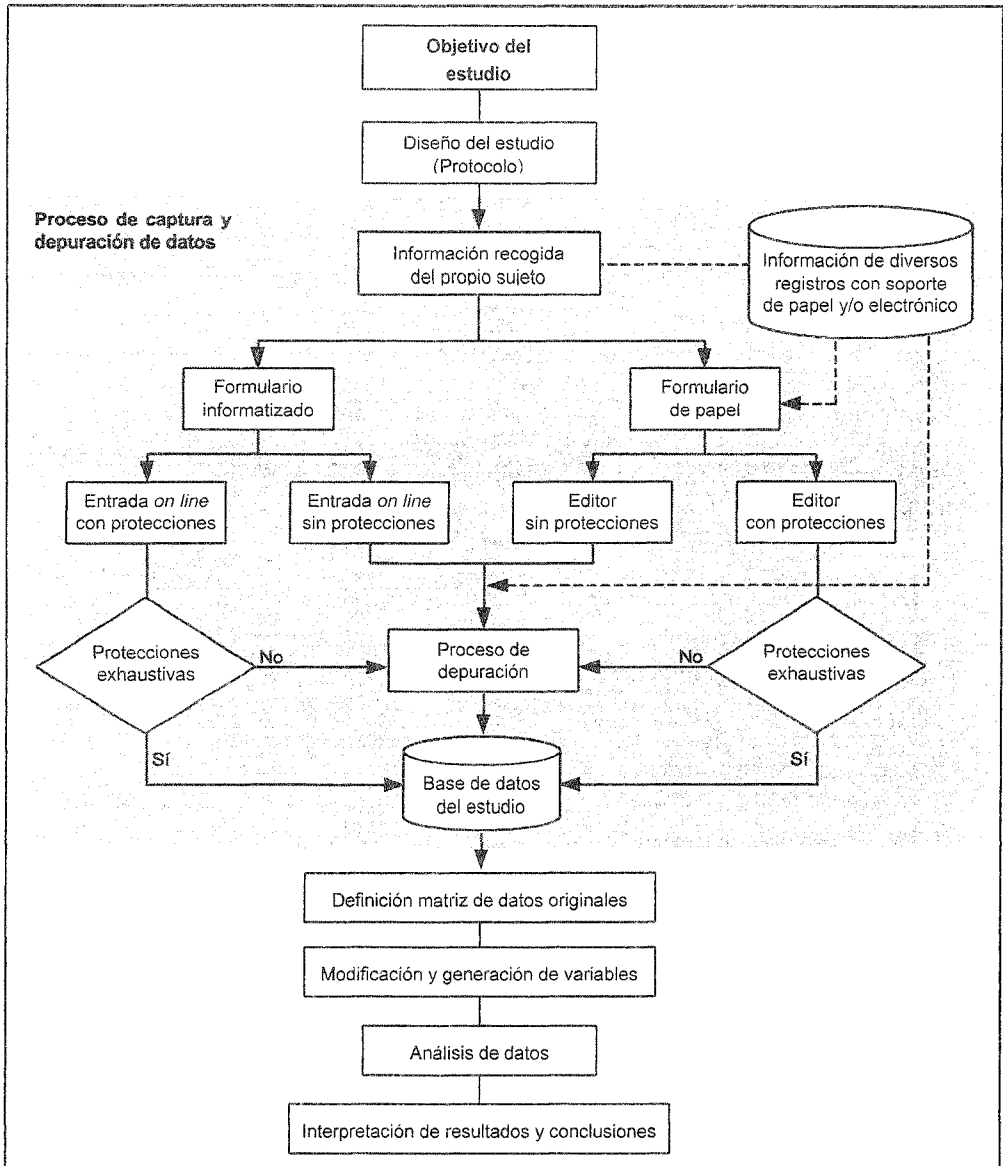 Objetivo del
estudio
Diseño del estudio
(Protocolo)
Proceso de captura y
depuración de datos
Información recogida
del propio sujeto
Información de diversos
registros con soporte
de papel y/o electrónico
Formulario
informatizado
Formulario
de papel
Entrada on line
con protecciones
Entrada on line
sin protecciones
Editor
sin protecciones
Editor
con protecciones
Protecciones
exhaustivas
No
Proceso de
depuración
No
Protecciones
exhaustivas
Sí
Base de datos
del estudio
Sí
Definición matriz de datos originales
Modificación y generación de variables
Análisis de datos
Interpretación de resultados y conclusiones